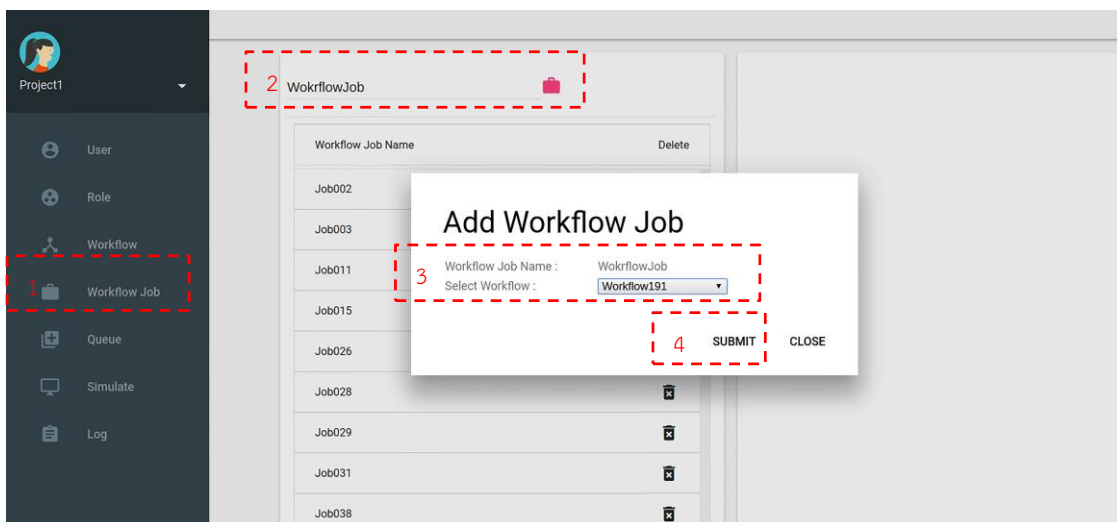 Project1
User
Role
Workflow
1
Workflow Job
Queue
Simulate
Log
2
WokrflowJob
Workflow Job Name Delete
Job002
Job003
Job011
Job015
Job026
Job028
Job029
Job031
Job038
Add Workflow Job
3
Workflow Job Name : WokrflowJob
Select Workflow : Workflow191
4
SUBMIT CLOSE